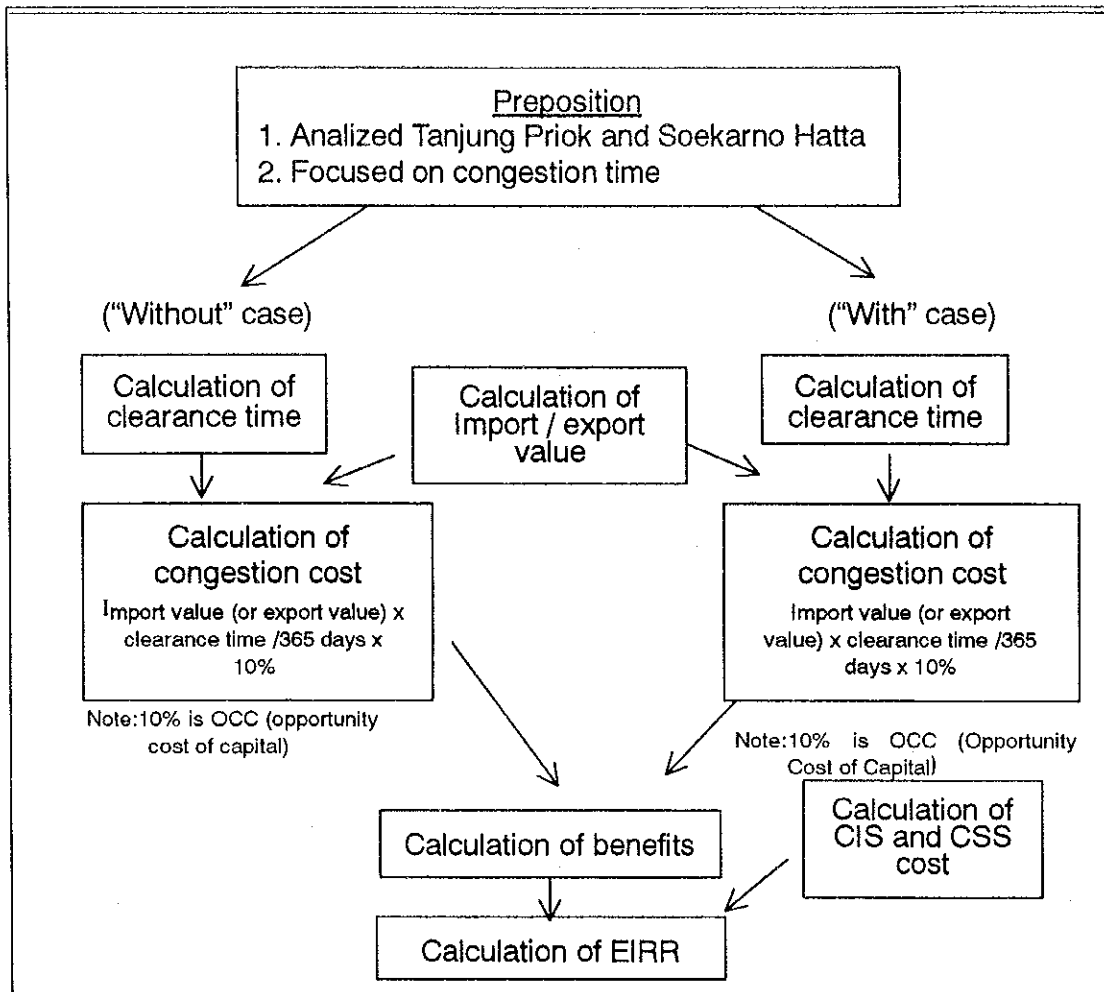 Preposition
1. Analized Tanjung Priok and Soekarno Hatta
2. Focused on congestion time
("Without" case)
("With" case)
Calculation of
clearance time
Calculation of
Import / export
value
Calculation of
clearance time
Calculation of
congestion cost
Import value (or export value) x
clearance time /365 days x
10%
Calculation of
congestion cost
Import value (or export
value) x clearance time /365
days x 10%
Note:10% is OCC (opportunity
cost of capital)
Note:10% is OCC (Opportunity
Cost of Capital)
Calculation of
CIS and CSS
cost
Calculation of benefits
Calculation of EIRR